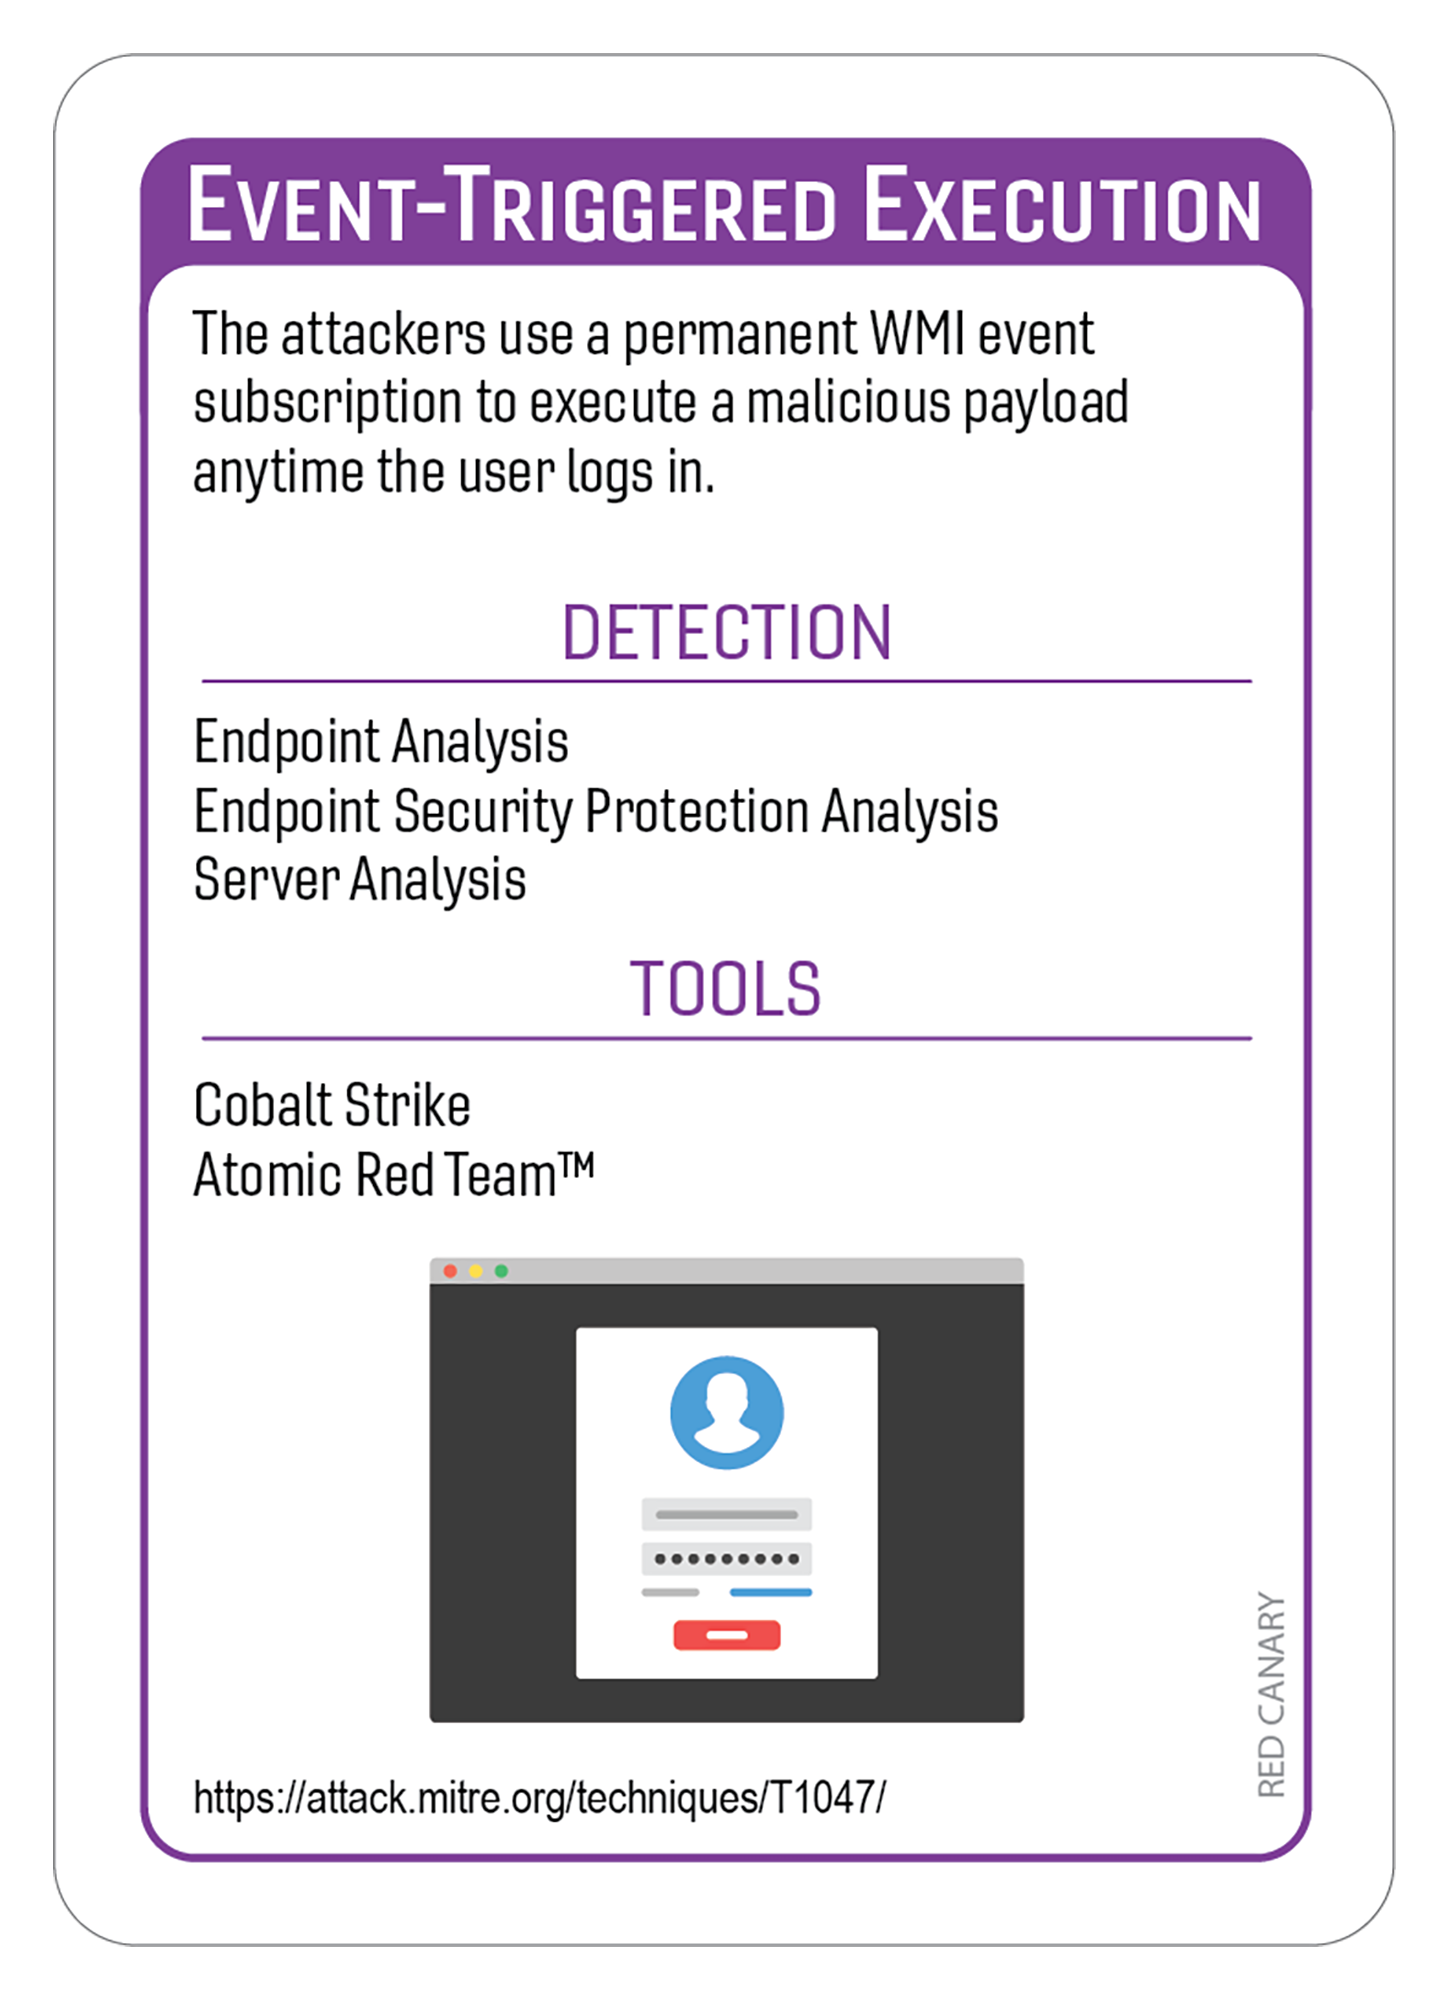 EVENT-TRIGGERED EXECUTION
The attackers use a permanent WMI event
subscription to execute a malicious payload
anytime the user logs in.
DETECTION
Endpoint Analysis
Endpoint Security Protection Analysis
Server Analysis
TOOLS
Cobalt Strike
Atomic Red Team™
RED CANARY
https://attack.mitre.org/techniques/T1047/